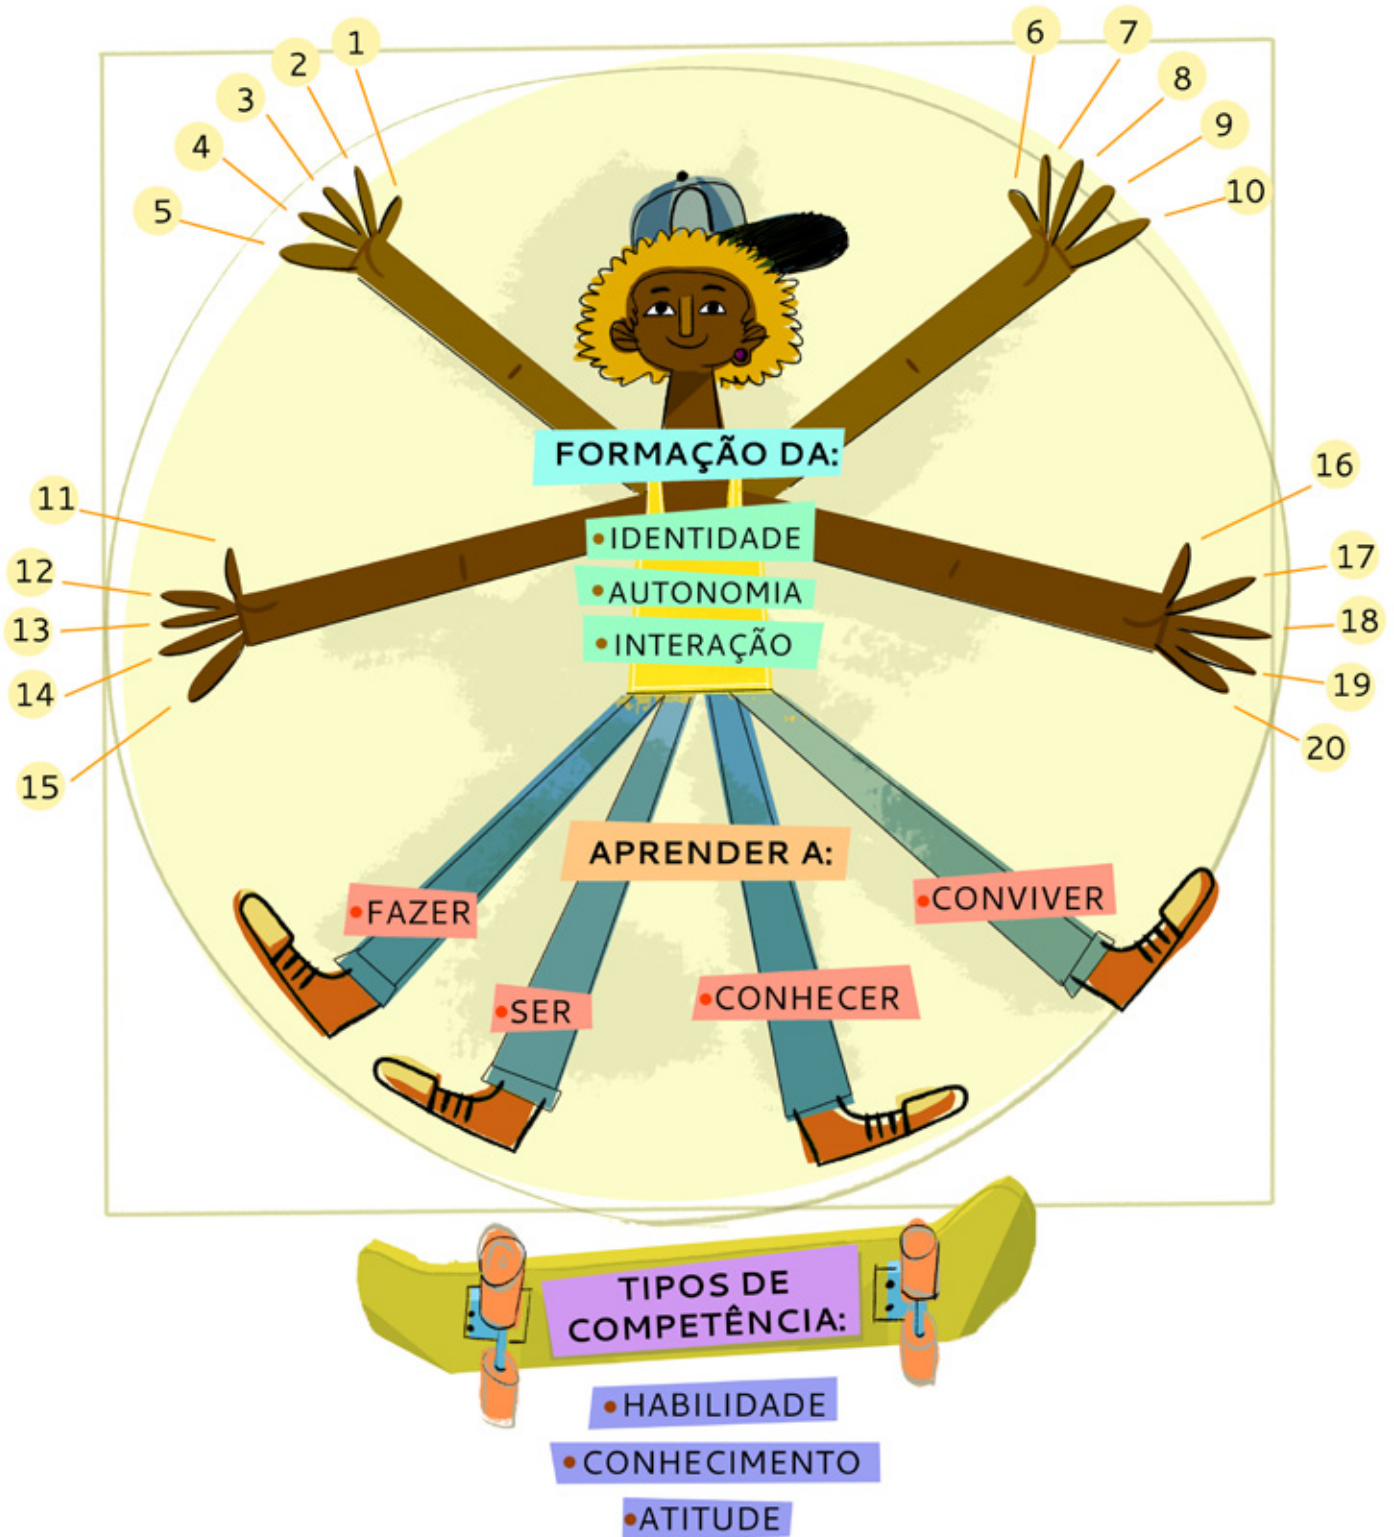 1
2
3
4
5
6
7
8
9
10
FORMAÇÃO DA:
•IDENTIDADE
•AUTONOMIA
•INTERAÇÃO
11
12
13
14
15
16
17
18
19
20
APRENDER A:
•FAZER
•SER
•CONHECER
•CONVIVER
TIPOS DE
COMPETÊNCIA:
•HABILIDADE
•CONHECIMENTO
•ATITUDE